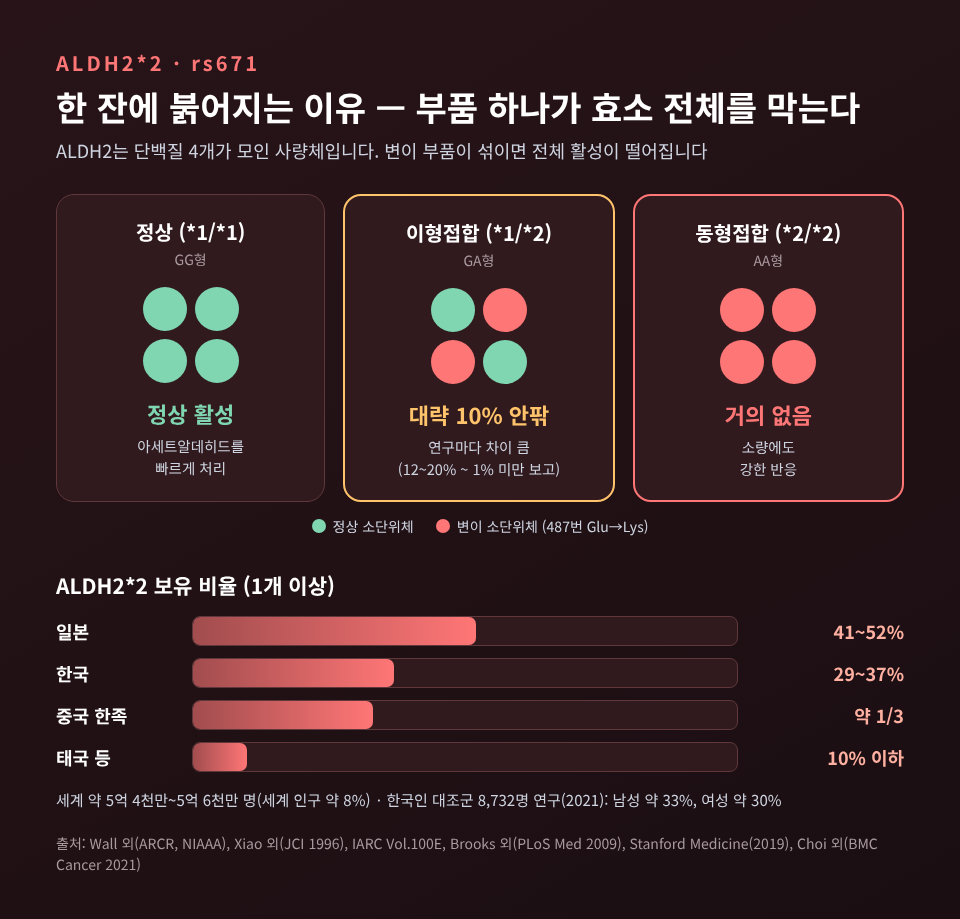 ALDH2*2 · rs671
한 잔에 붉어지는 이유 — 부품 하나가 효소 전체를 막는다
ALDH2는 단백질 4개가 모인 사량체입니다. 변이 부품이 섞이면 전체 활성이 떨어집니다
정상 (*1/*1)
GG형
정상 활성
아세트알데히드를
빠르게 처리
이형접합 (*1/*2)
GA형
대략 10% 안팎
연구마다 차이 큼
(12~20% ~ 1% 미만 보고)
동형접합 (*2/*2)
AA형
거의 없음
소량에도
강한 반응
정상 소단위체
변이 소단위체 (487번 Glu→Lys)
ALDH2*2 보유 비율 (1개 이상)
일본 41~52%
한국 29~37%
중국 한족 약 1/3
태국 등 10% 이하
세계 약 5억 4천만~5억 6천만 명(세계 인구 약 8%) · 한국인 대조군 8,732명 연구(2021): 남성 약 33%, 여성 약 30%
출처: Wall 외(ARCR, NIAAA), Xiao 외(JCI 1996), IARC Vol.100E, Brooks 외(PLoS Med 2009), Stanford Medicine(2019), Choi 외(BMC
Cancer 2021)